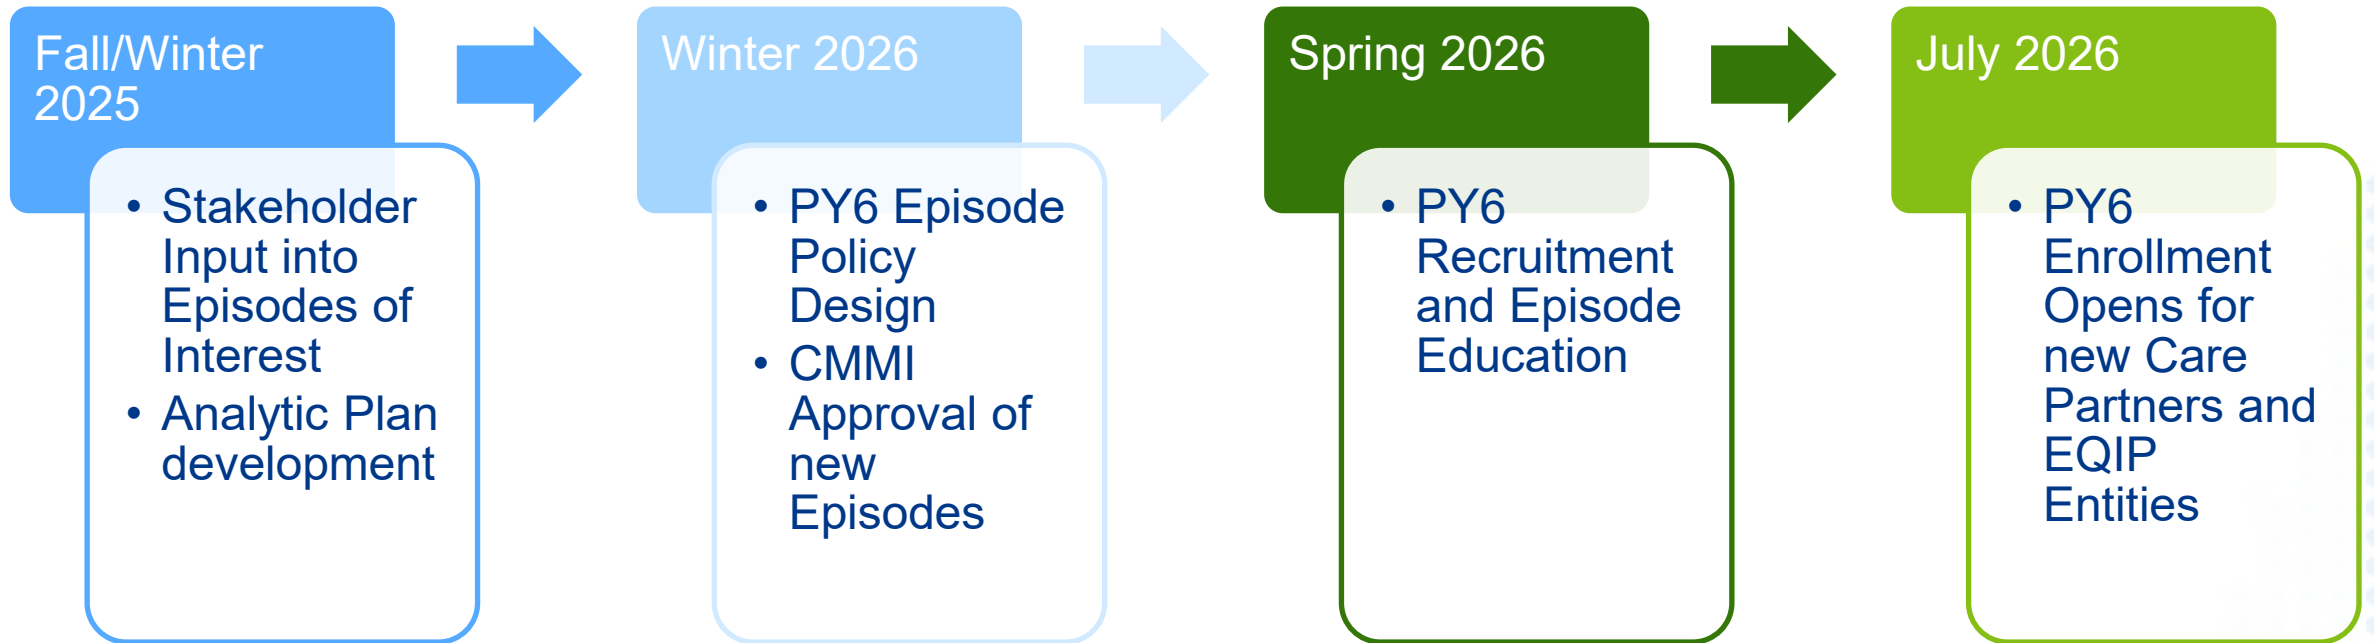 Fall/Winter
2025
• Stakeholder
Input into
Episodes of
Interest
• Analytic Plan
development
Winter 2026
• PY6 Episode
Policy
Design
• CMMI
Approval of
new
Episodes
Spring 2026
• PY6
Recruitment
and Episode
Education
July 2026
• PY6
Enrollment
Opens for
new Care
Partners and
EQIP
Entities